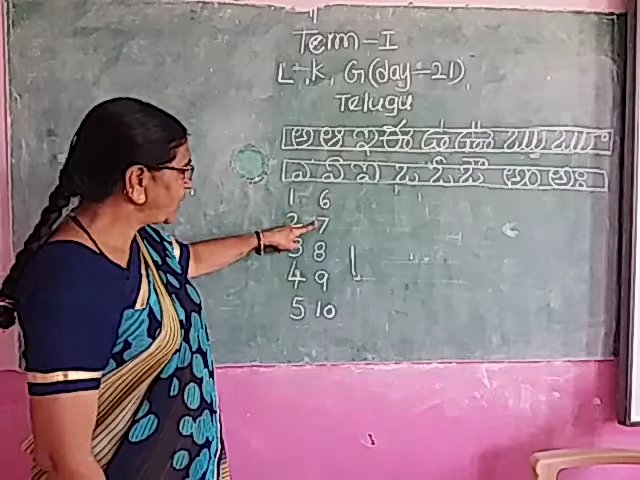 Term-I
L-K, G(day-21)
Telugu
అ ఆ ఇ ఈ ఉ ఊ ఋ ౠ
ఎ ఏ ఐ ఒ ఓ ఔ అం అః
1 6
2 7
3 8
4 9
5 10